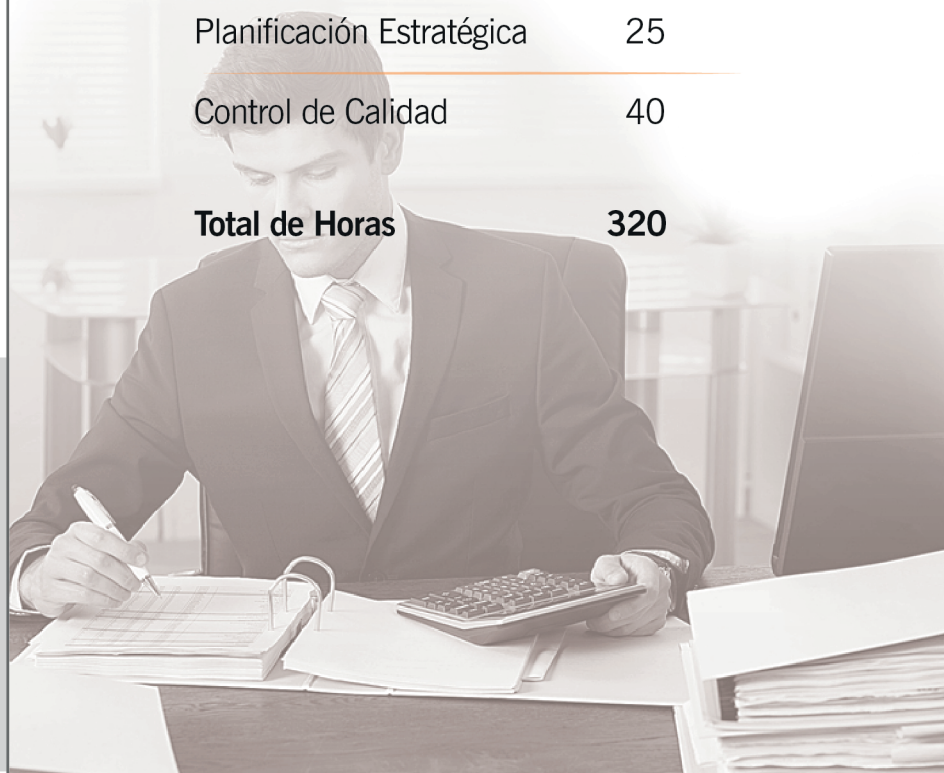 Planificación Estratégica 25
Control de Calidad 40
Total de Horas 320